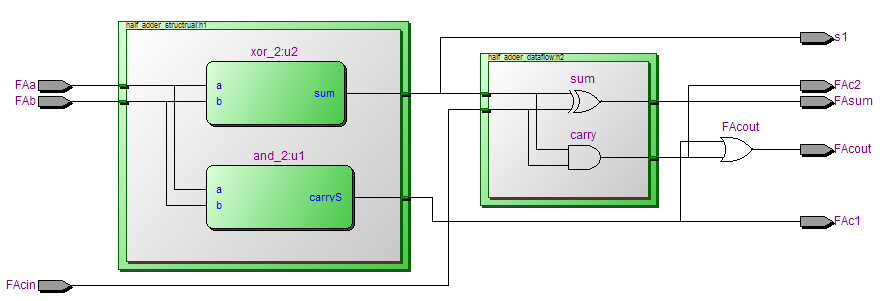 half_adder_structrual:h1
xor_2:u2
FAa
FAb
a
b
sum
and_2:u1
a
b
carryS
FAcin
half_adder_dataflow:h2
sum
carry
FAcout
s1
FAc2
FAsum
FAcout
FAc1